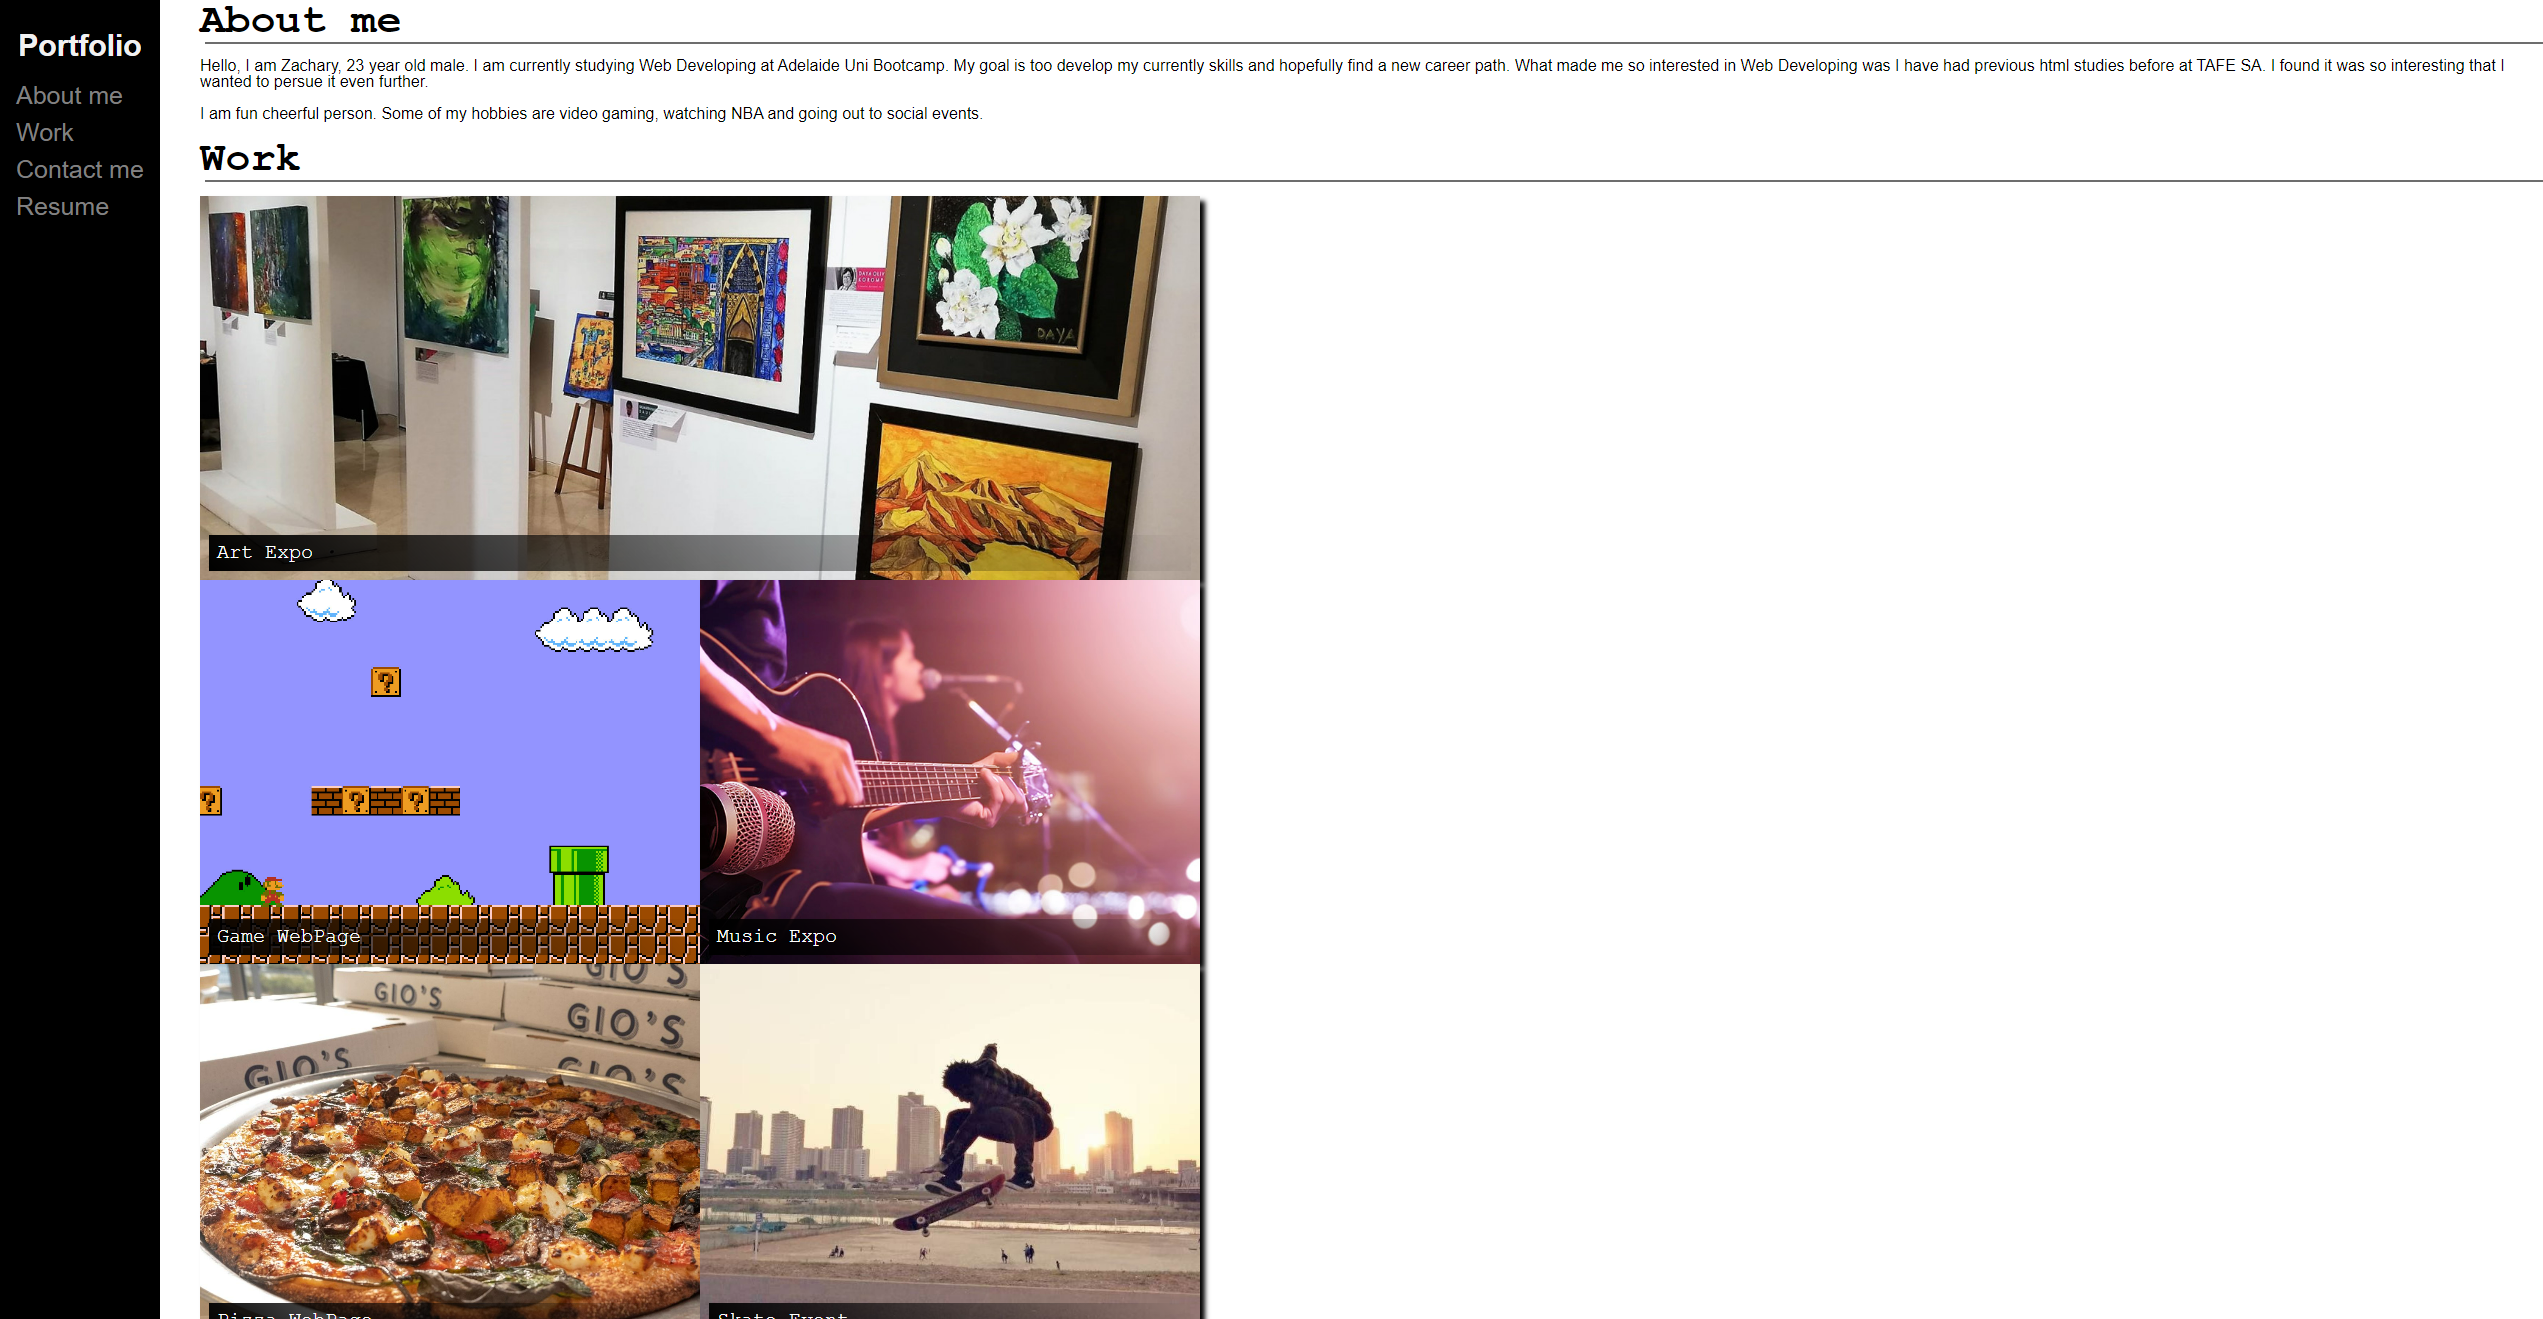 Portfolio
About me
Work
Contact me
Resume
About me
Hello, I am Zachary, 23 year old male. I am currently studying Web Developing at Adelaide Uni Bootcamp. My goal is too develop my currently skills and hopefully find a new career path. What made me so interested in Web Developing was I have had previous html studies before at TAFE SA. I found it was so interesting that I
wanted to persue it even further.
I am fun cheerful person. Some of my hobbies are video gaming, watching NBA and going out to social events.
Work
DAYA
Art Expo
?
? ? ?
Game WebPage
Music Expo
GIO'S
GIO'S
GIO'S
GIO'S
GIO'S
Pizza WebPage
Skate Event